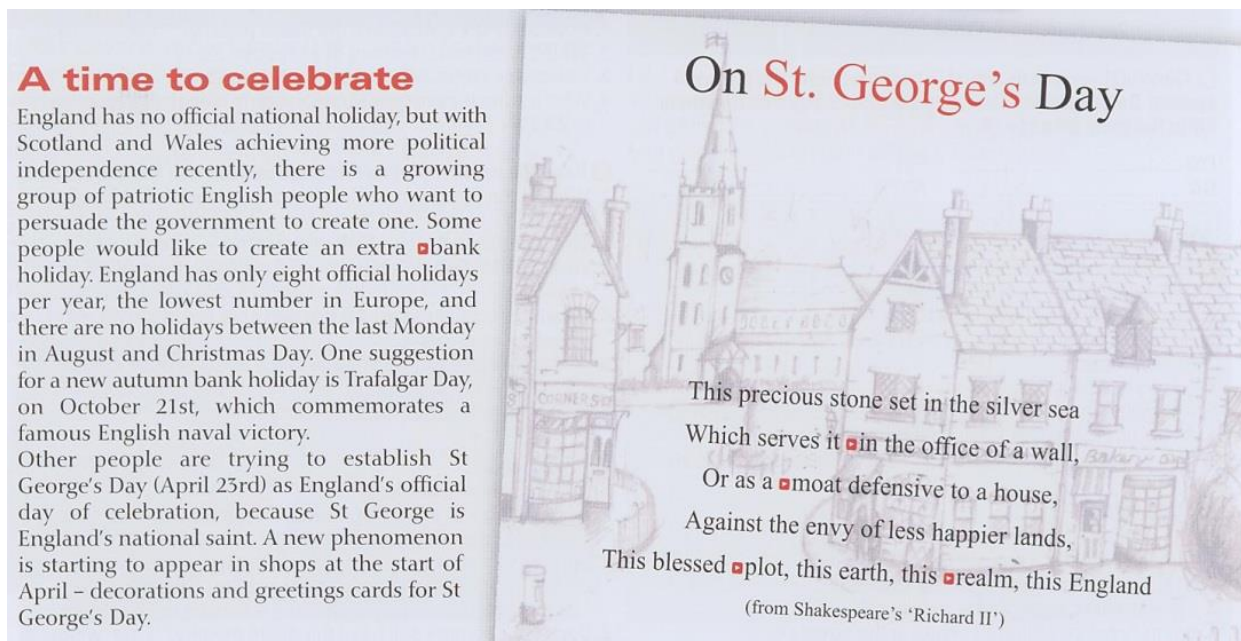 A time to celebrate
England has no official national holiday, but with
Scotland and Wales achieving more political
independence recently, there is a growing
group of patriotic English people who want to
persuade the government to create one. Some
people would like to create an extra bank
holiday. England has only eight official holidays
per year, the lowest number in Europe, and
there are no holidays between the last Monday
in August and Christmas Day. One suggestion
for a new autumn bank holiday is Trafalgar Day,
on October 21st, which commemorates a
famous English naval victory.
Other people are trying to establish St
George's Day (April 23rd) as England's official
day of celebration, because St George is
England's national saint. A new phenomenon
is starting to appear in shops at the start of
April – decorations and greetings cards for St
George's Day.
On St. George's Day
This precious stone set in the silver sea
Which serves it in the office of a wall,
Or as a moat defensive to a house,
Against the envy of less happier lands,
This blessed plot, this earth, this realm, this England
(from Shakespeare's 'Richard II')